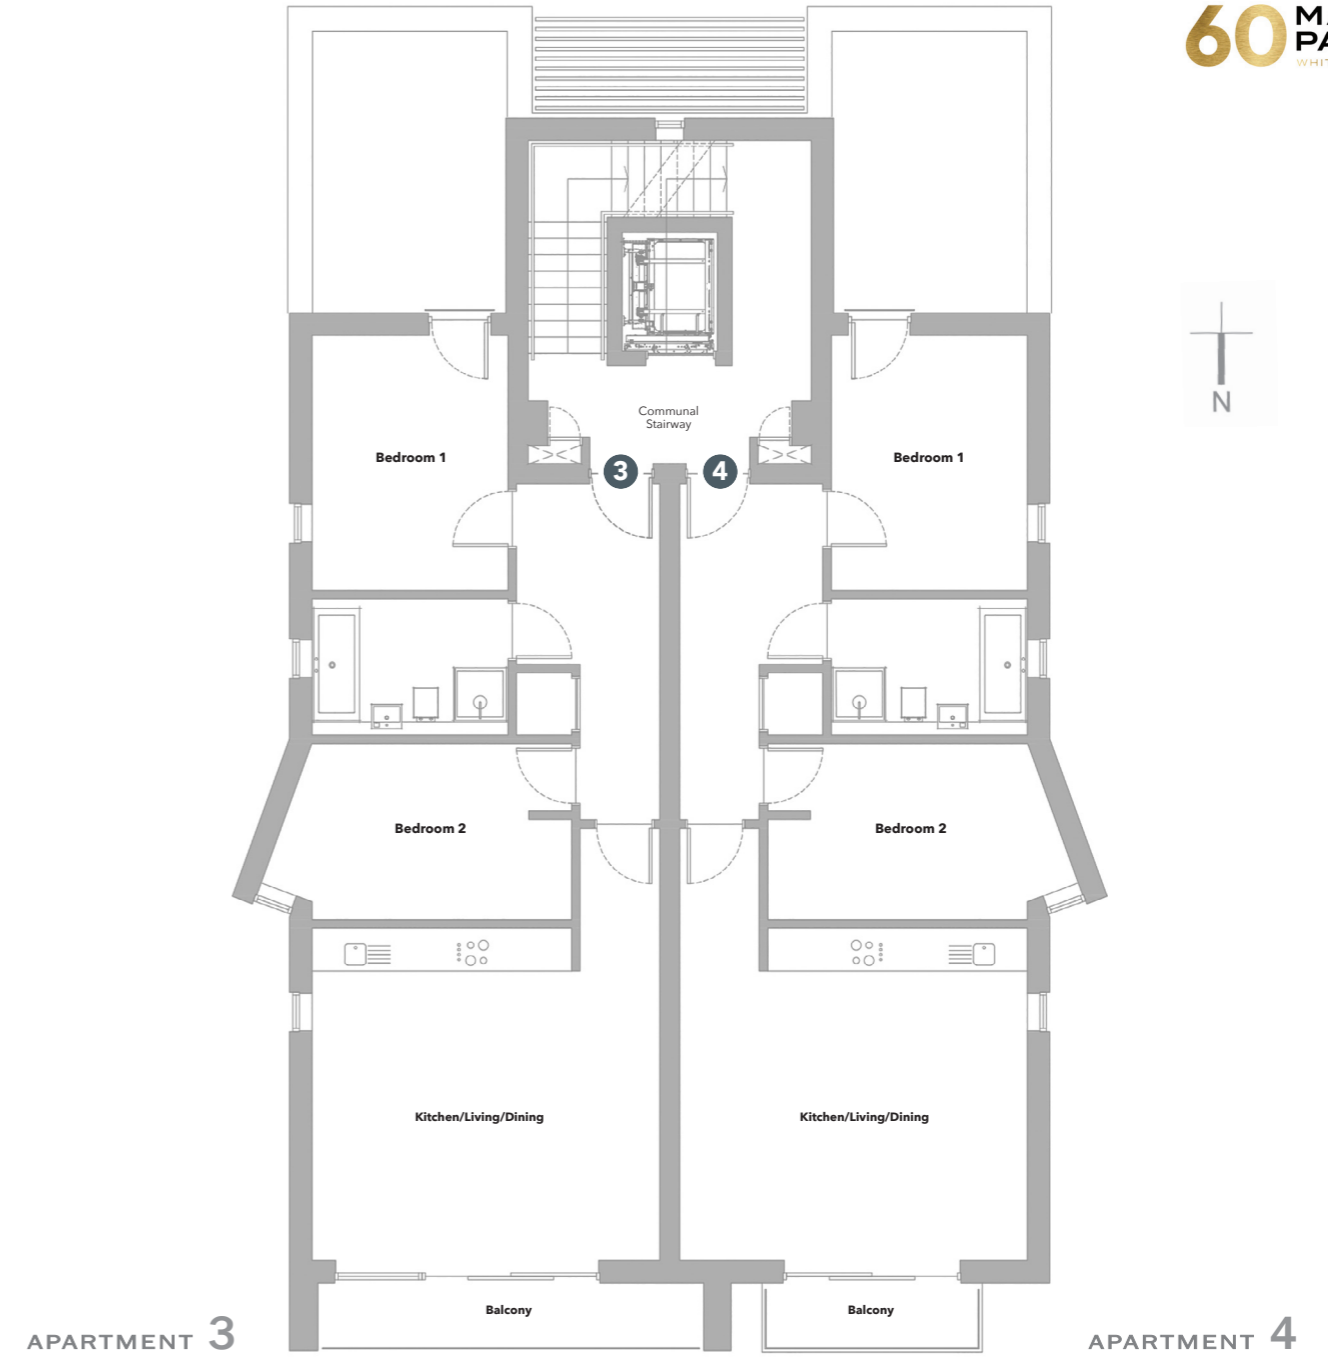 60
Communal
Stairway
Bedroom 1
Bedroom 1
3
4
N
Bedroom 2
Bedroom 2
Kitchen/Living/Dining
Kitchen/Living/Dining
Balcony
Balcony
APARTMENT 3
APARTMENT 4